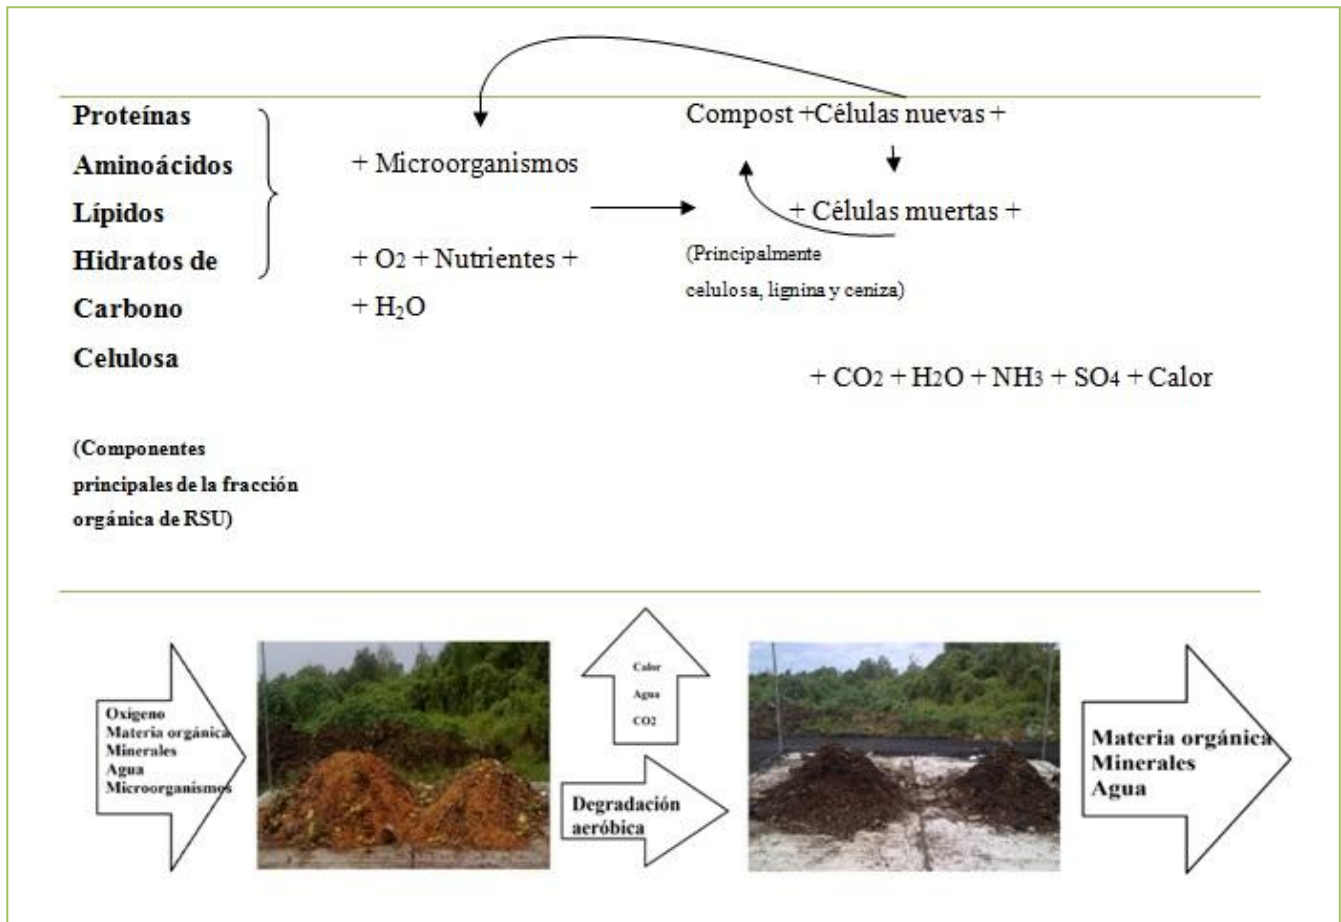 Proteínas
Aminoácidos
Lípidos
Hidratos de
Carbono
Celulosa
(Componentes
principales de la fracción
orgánica de RSU)
+ Microorganismos
+ O2 + Nutrientes +
+ H₂O
Compost +Células nuevas +
+ Células muertas +
(Principalmente
celulosa, lignina y ceniza)
+ CO2 + H2O + NH3 + SO4 + Calor
Oxigeno
Materia orgánica
Minerales
Agua
Microorganismos
Calor
Agua
CO2
Degradación
aeróbica
Materia orgánica
Minerales
Agua